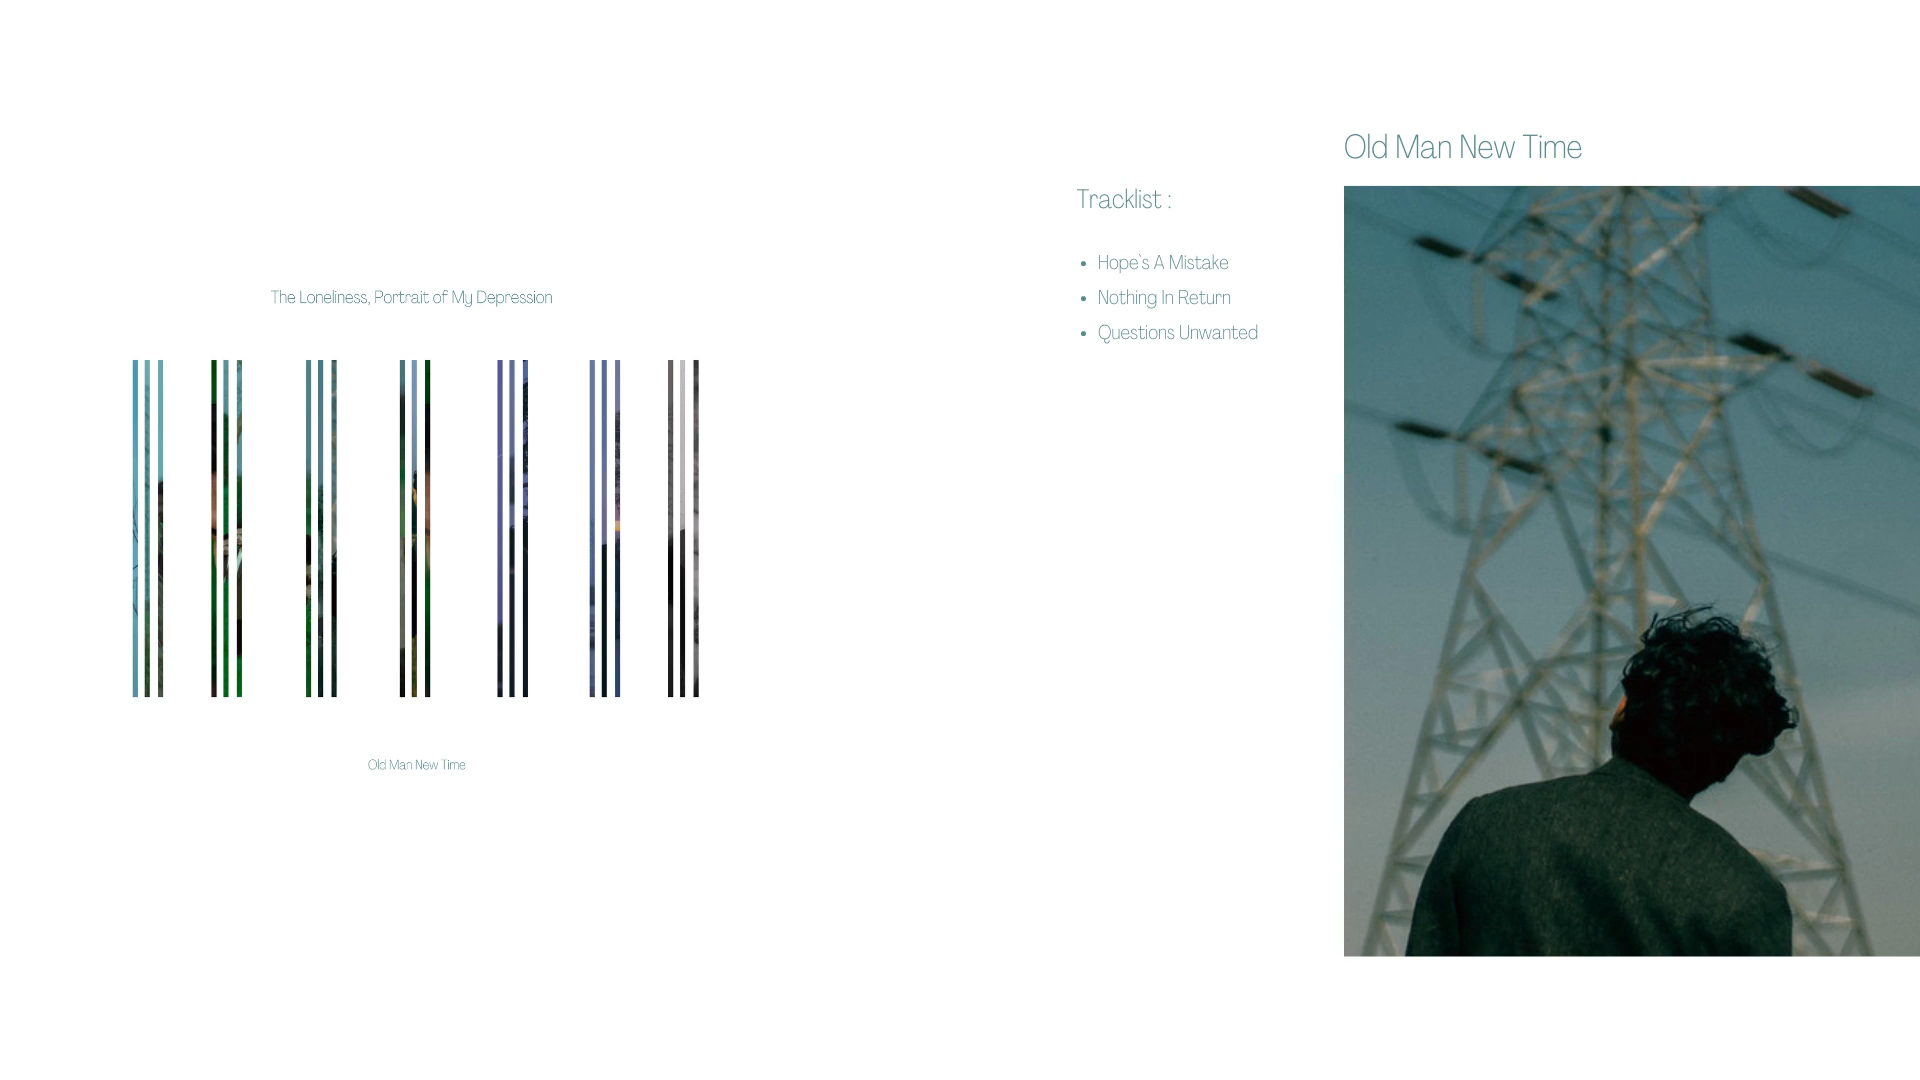 The Loneliness, Portrait of My Depression
Old Man New Time
Old Man New Time
Tracklist :
• Hope`s A Mistake
• Nothing In Return
• Questions Unwanted